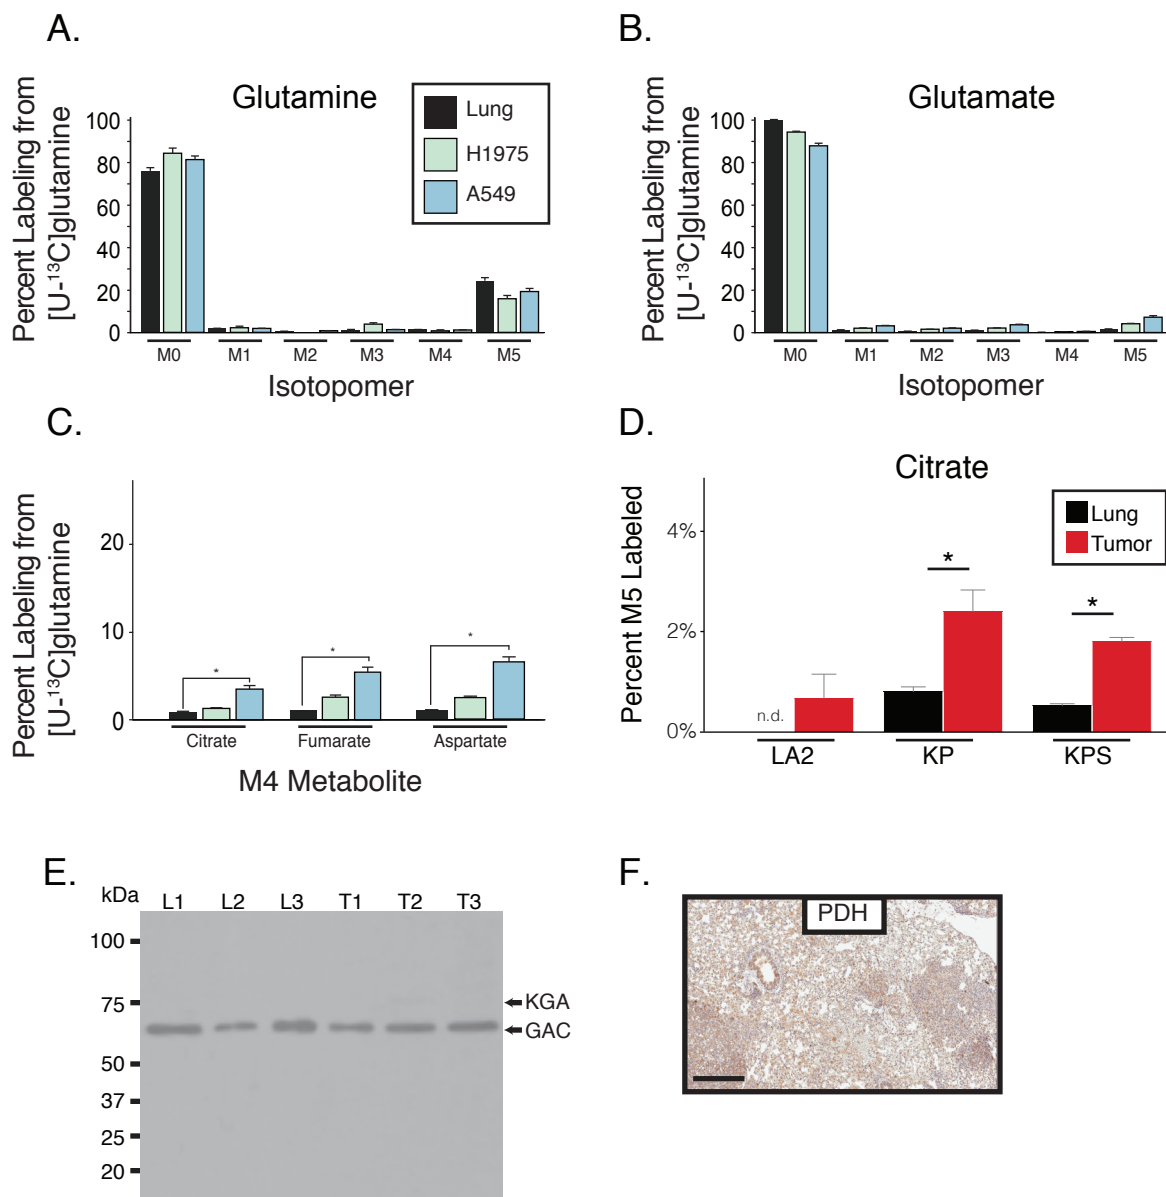 A.
Glutamine
Percent Labeling from
[U-¹³C]glutamine
100
80
60
40
20
0
M0 M1 M2 M3 M4 M5
Isotopomer
Lung
H1975
A549
B.
Glutamate
Percent Labeling from
[U-¹³C]glutamine
100
80
60
40
20
0
M0 M1 M2 M3 M4 M5
Isotopomer
C.
Percent Labeling from
[U-¹³C]glutamine
20
10
0
* * *
Citrate Fumarate Aspartate
M4 Metabolite
D.
Citrate
Percent M5 Labeled
4%
2%
0%
Lung
Tumor
* *
n.d.
LA2 KP KPS
E.
kDa L1 L2 L3 T1 T2 T3
100
75
50
37
25
20
KGA
GAC
F.
PDH